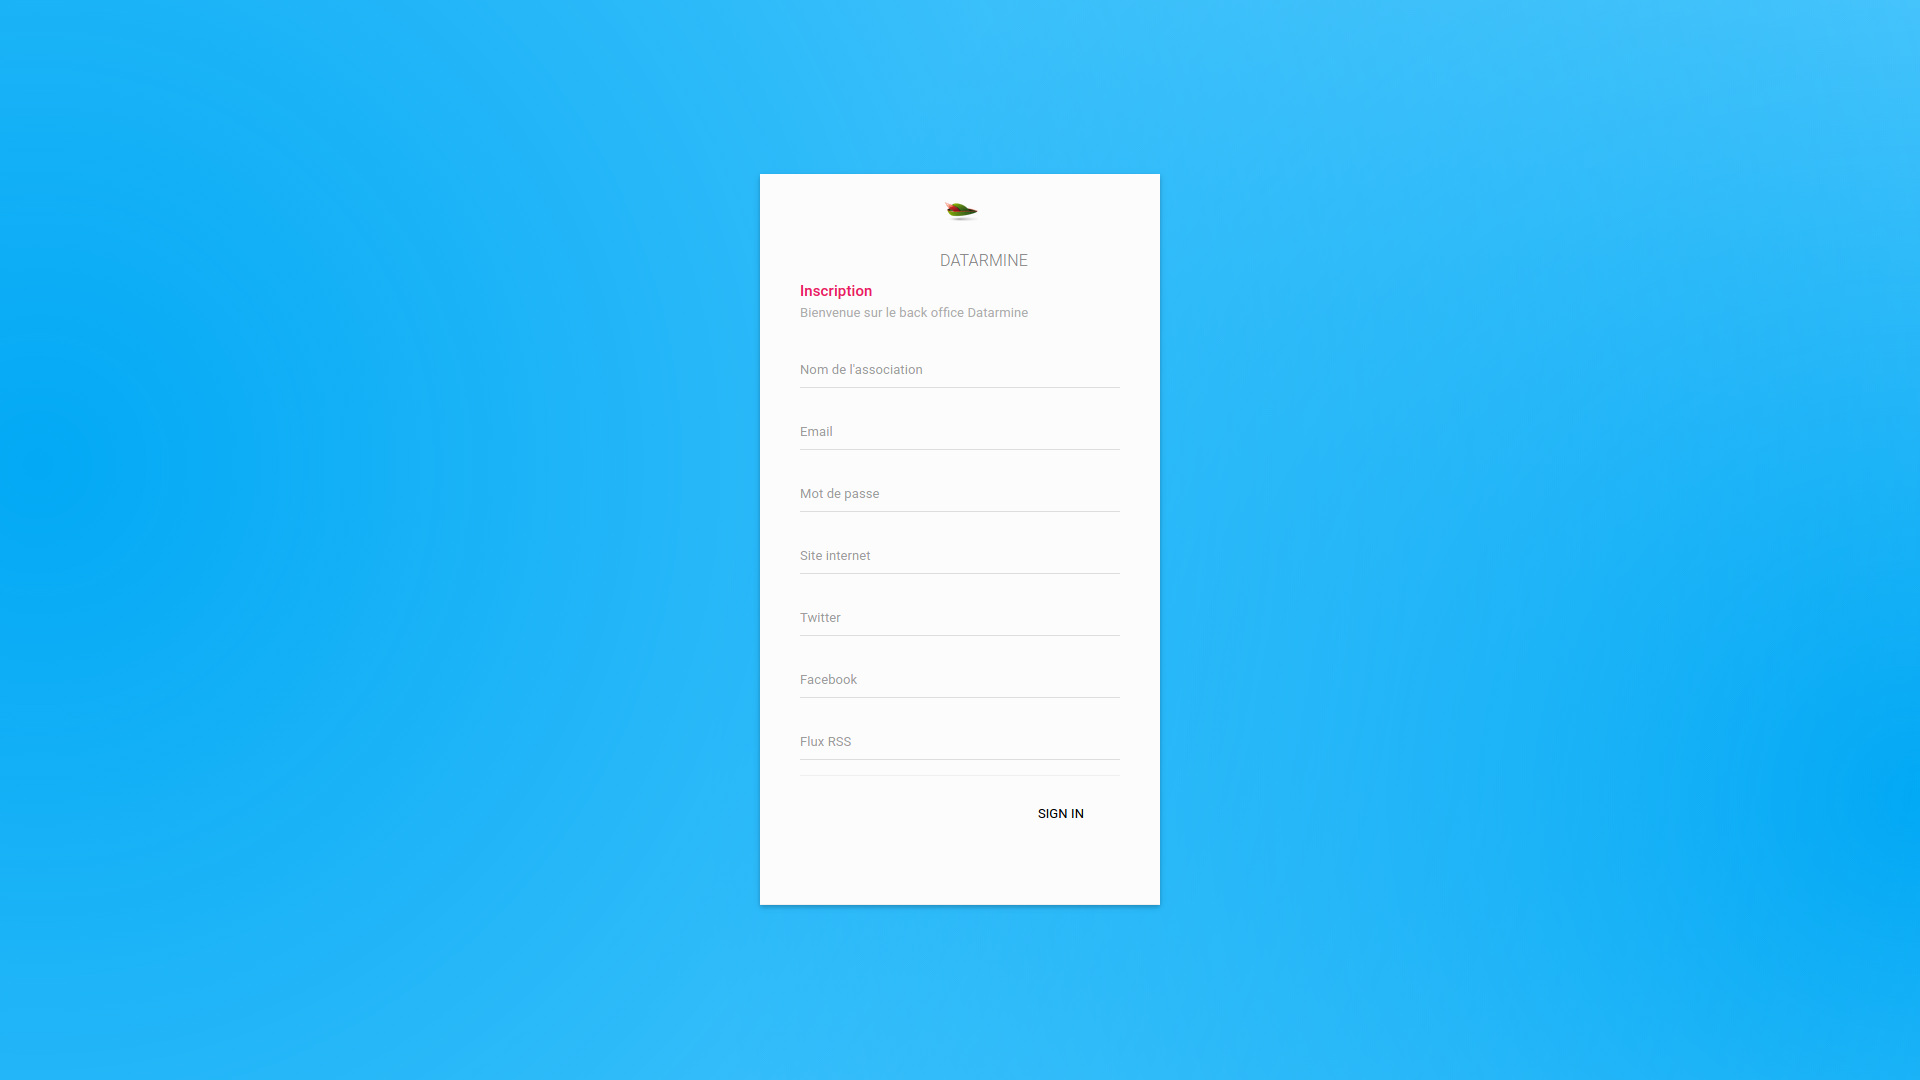 DATARMINE
Inscription
Bienvenue sur le back office Datarmine
Nom de l'association
Email
Mot de passe
Site internet
Twitter
Facebook
Flux RSS
SIGN IN